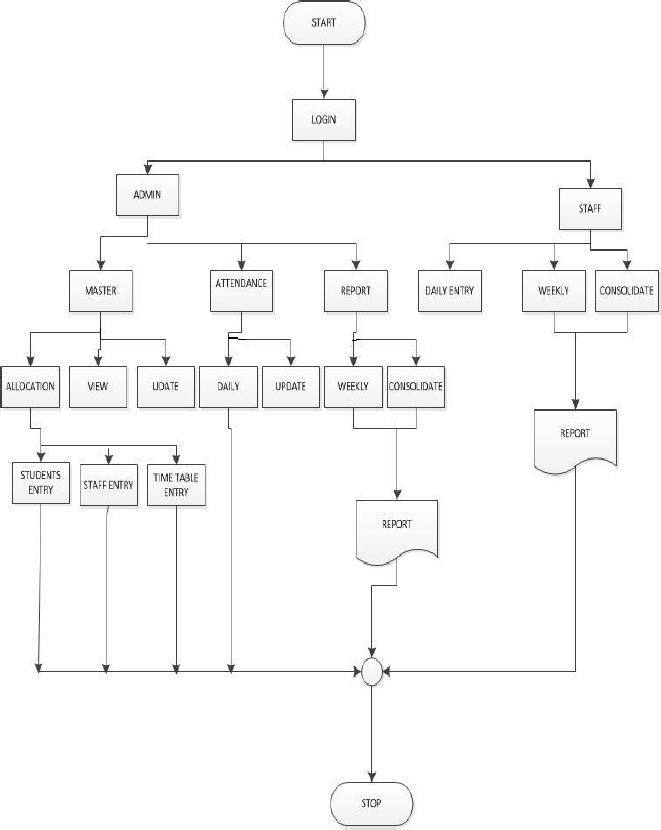 START
LOGIN
ADMIN
STAFF
MASTER
ATTENDANCE
REPORT
DAILY ENTRY
WEEKLY
CONSOLIDATE
ALLOCATION
VIEW
UDATE
DAILY
UPDATE
WEEKLY
CONSOLIDATE
REPORT
STUDENTS
ENTRY
STAFF ENTRY
TIME TABLE
ENTRY
REPORT
STOP